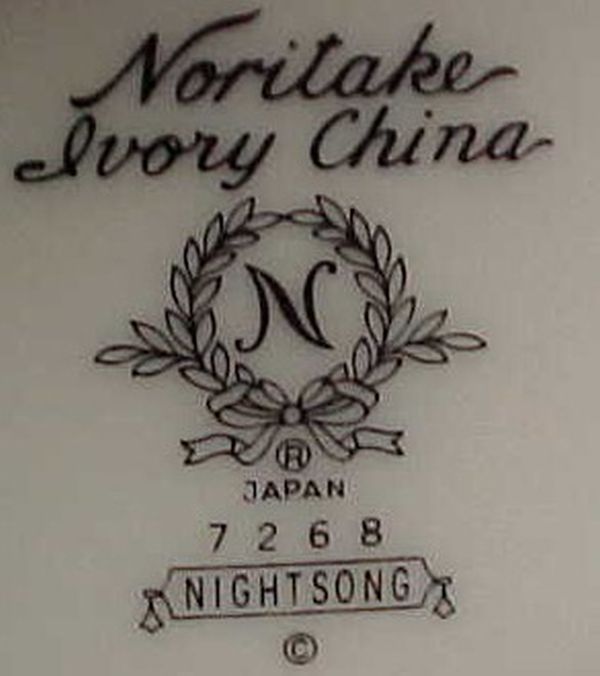 Noritake
Ivory China
N
®
JAPAN
7268
NIGHTSONG
©